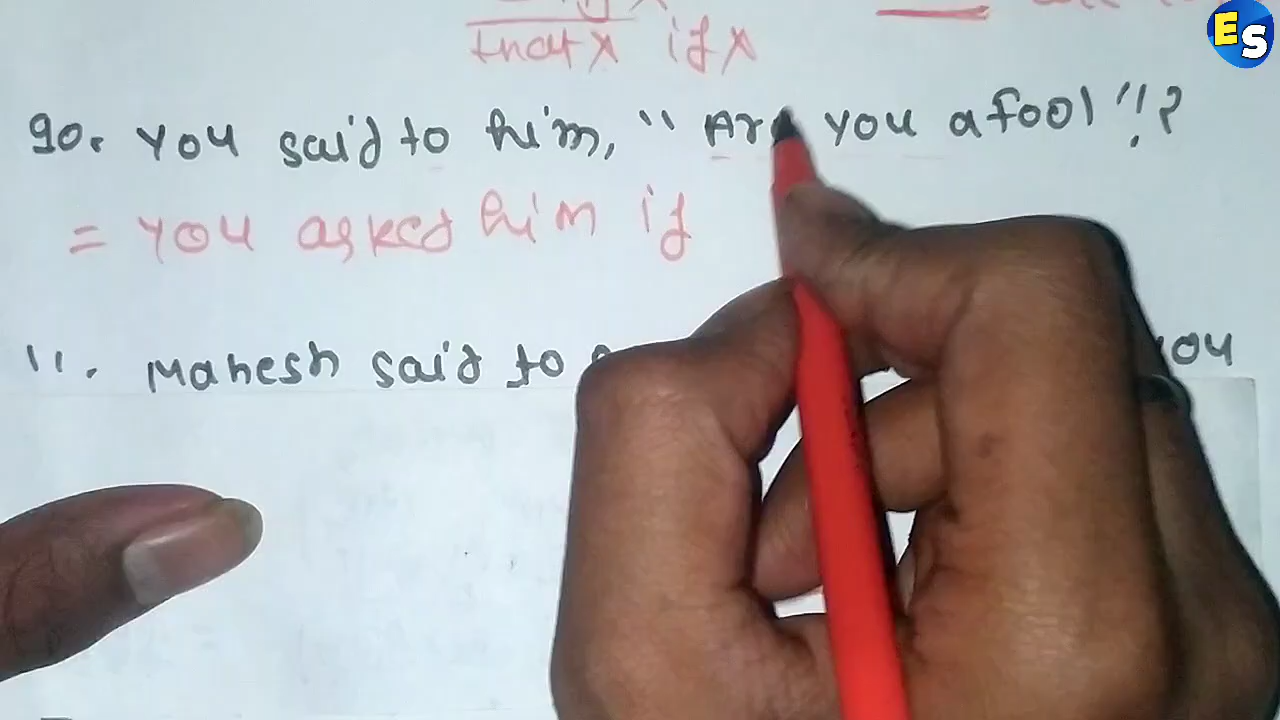 that x if x
90. You said to him, " Are you a fool "!?
= You asked him if
11. Mahesh said to you
ES